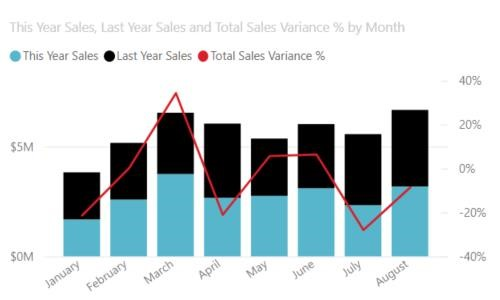 This Year Sales, Last Year Sales and Total Sales Variance % by Month
This Year Sales Last Year Sales Total Sales Variance %
40%
20%
$5M
0%
-20%
$0M
-40%
January February March April May June July August